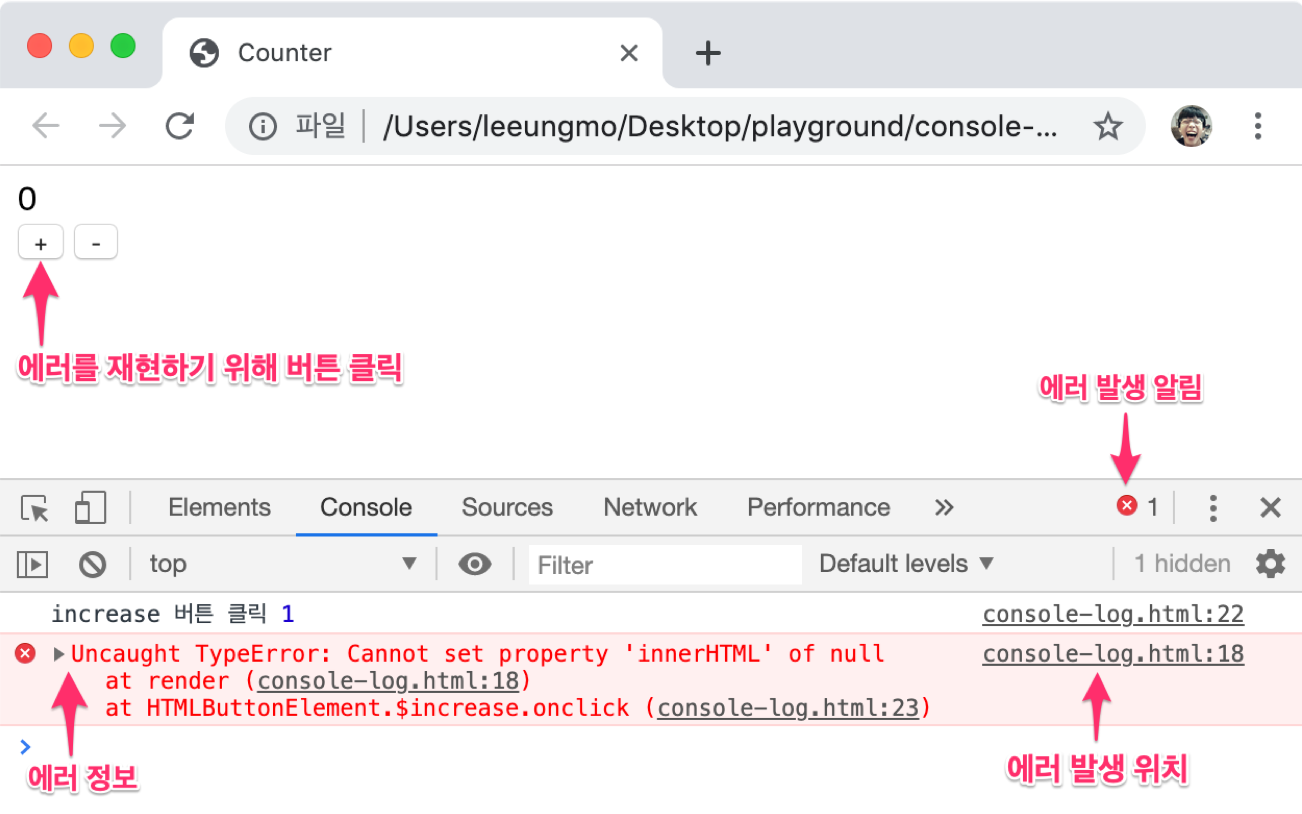 Counter
파일 /Users/leeungmo/Desktop/playground/console-...
0
+ -
에러를 재현하기 위해 버튼 클릭
에러 발생 알림
Elements Console Sources Network Performance 1
top Filter Default levels 1 hidden
increase 버튼 클릭 1 console-log.html:22
Uncaught TypeError: Cannot set property 'innerHTML' of null console-log.html:18
at render (console-log.html:18)
at HTMLButtonElement.$increase.onclick (console-log.html:23)
에러 정보
에러 발생 위치